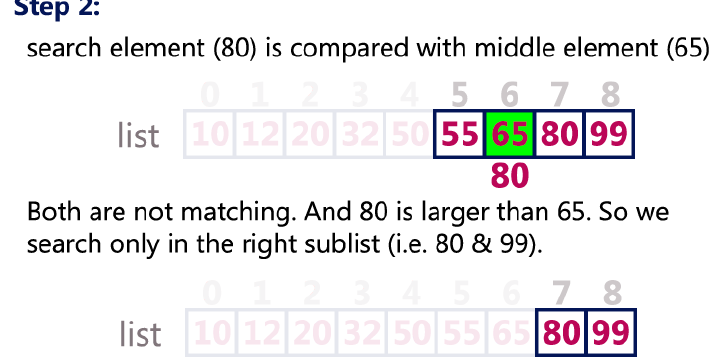 Step 2:
search element (80) is compared with middle element (65)
0 1 2 3 4 5 6 7 8
list 10 12 20 32 50 55 65 80 99
80
Both are not matching. And 80 is larger than 65. So we
search only in the right sublist (i.e. 80 & 99).
0 1 2 3 4 5 6 7 8
list 10 12 20 32 50 55 65 80 99